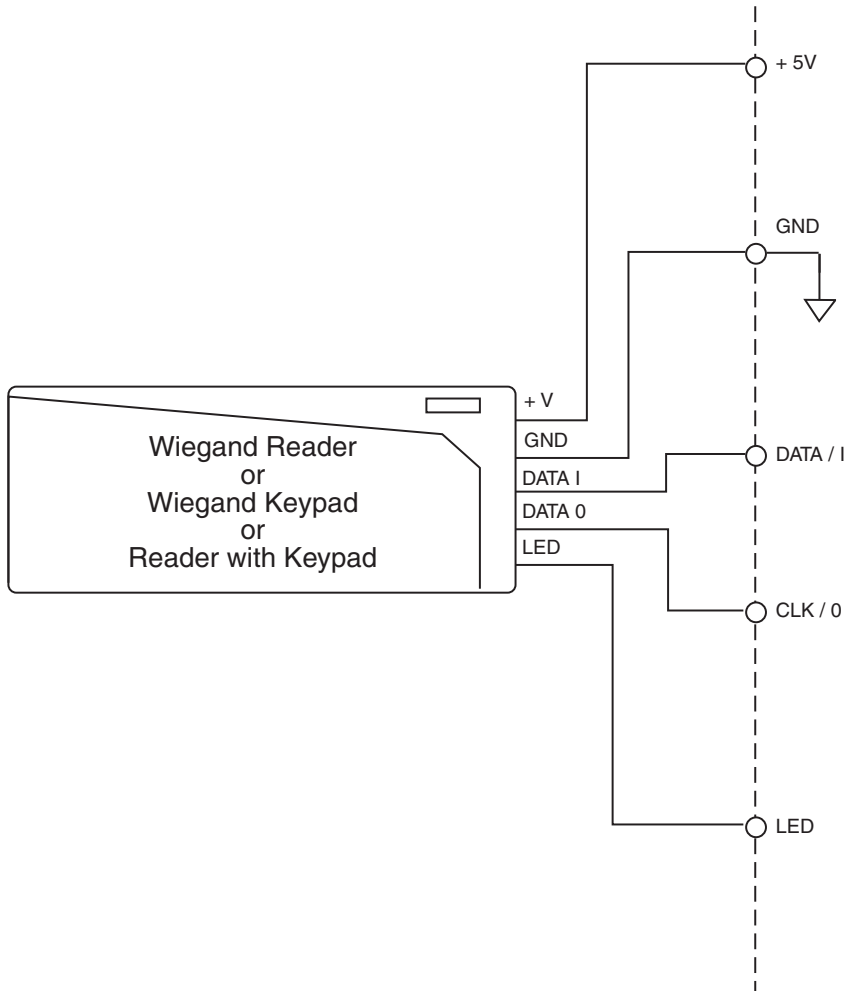 + 5V
GND
Wiegand Reader
or
Wiegand Keypad
or
Reader with Keypad
+ V
GND
DATA I
DATA 0
LED
DATA / I
CLK / 0
LED